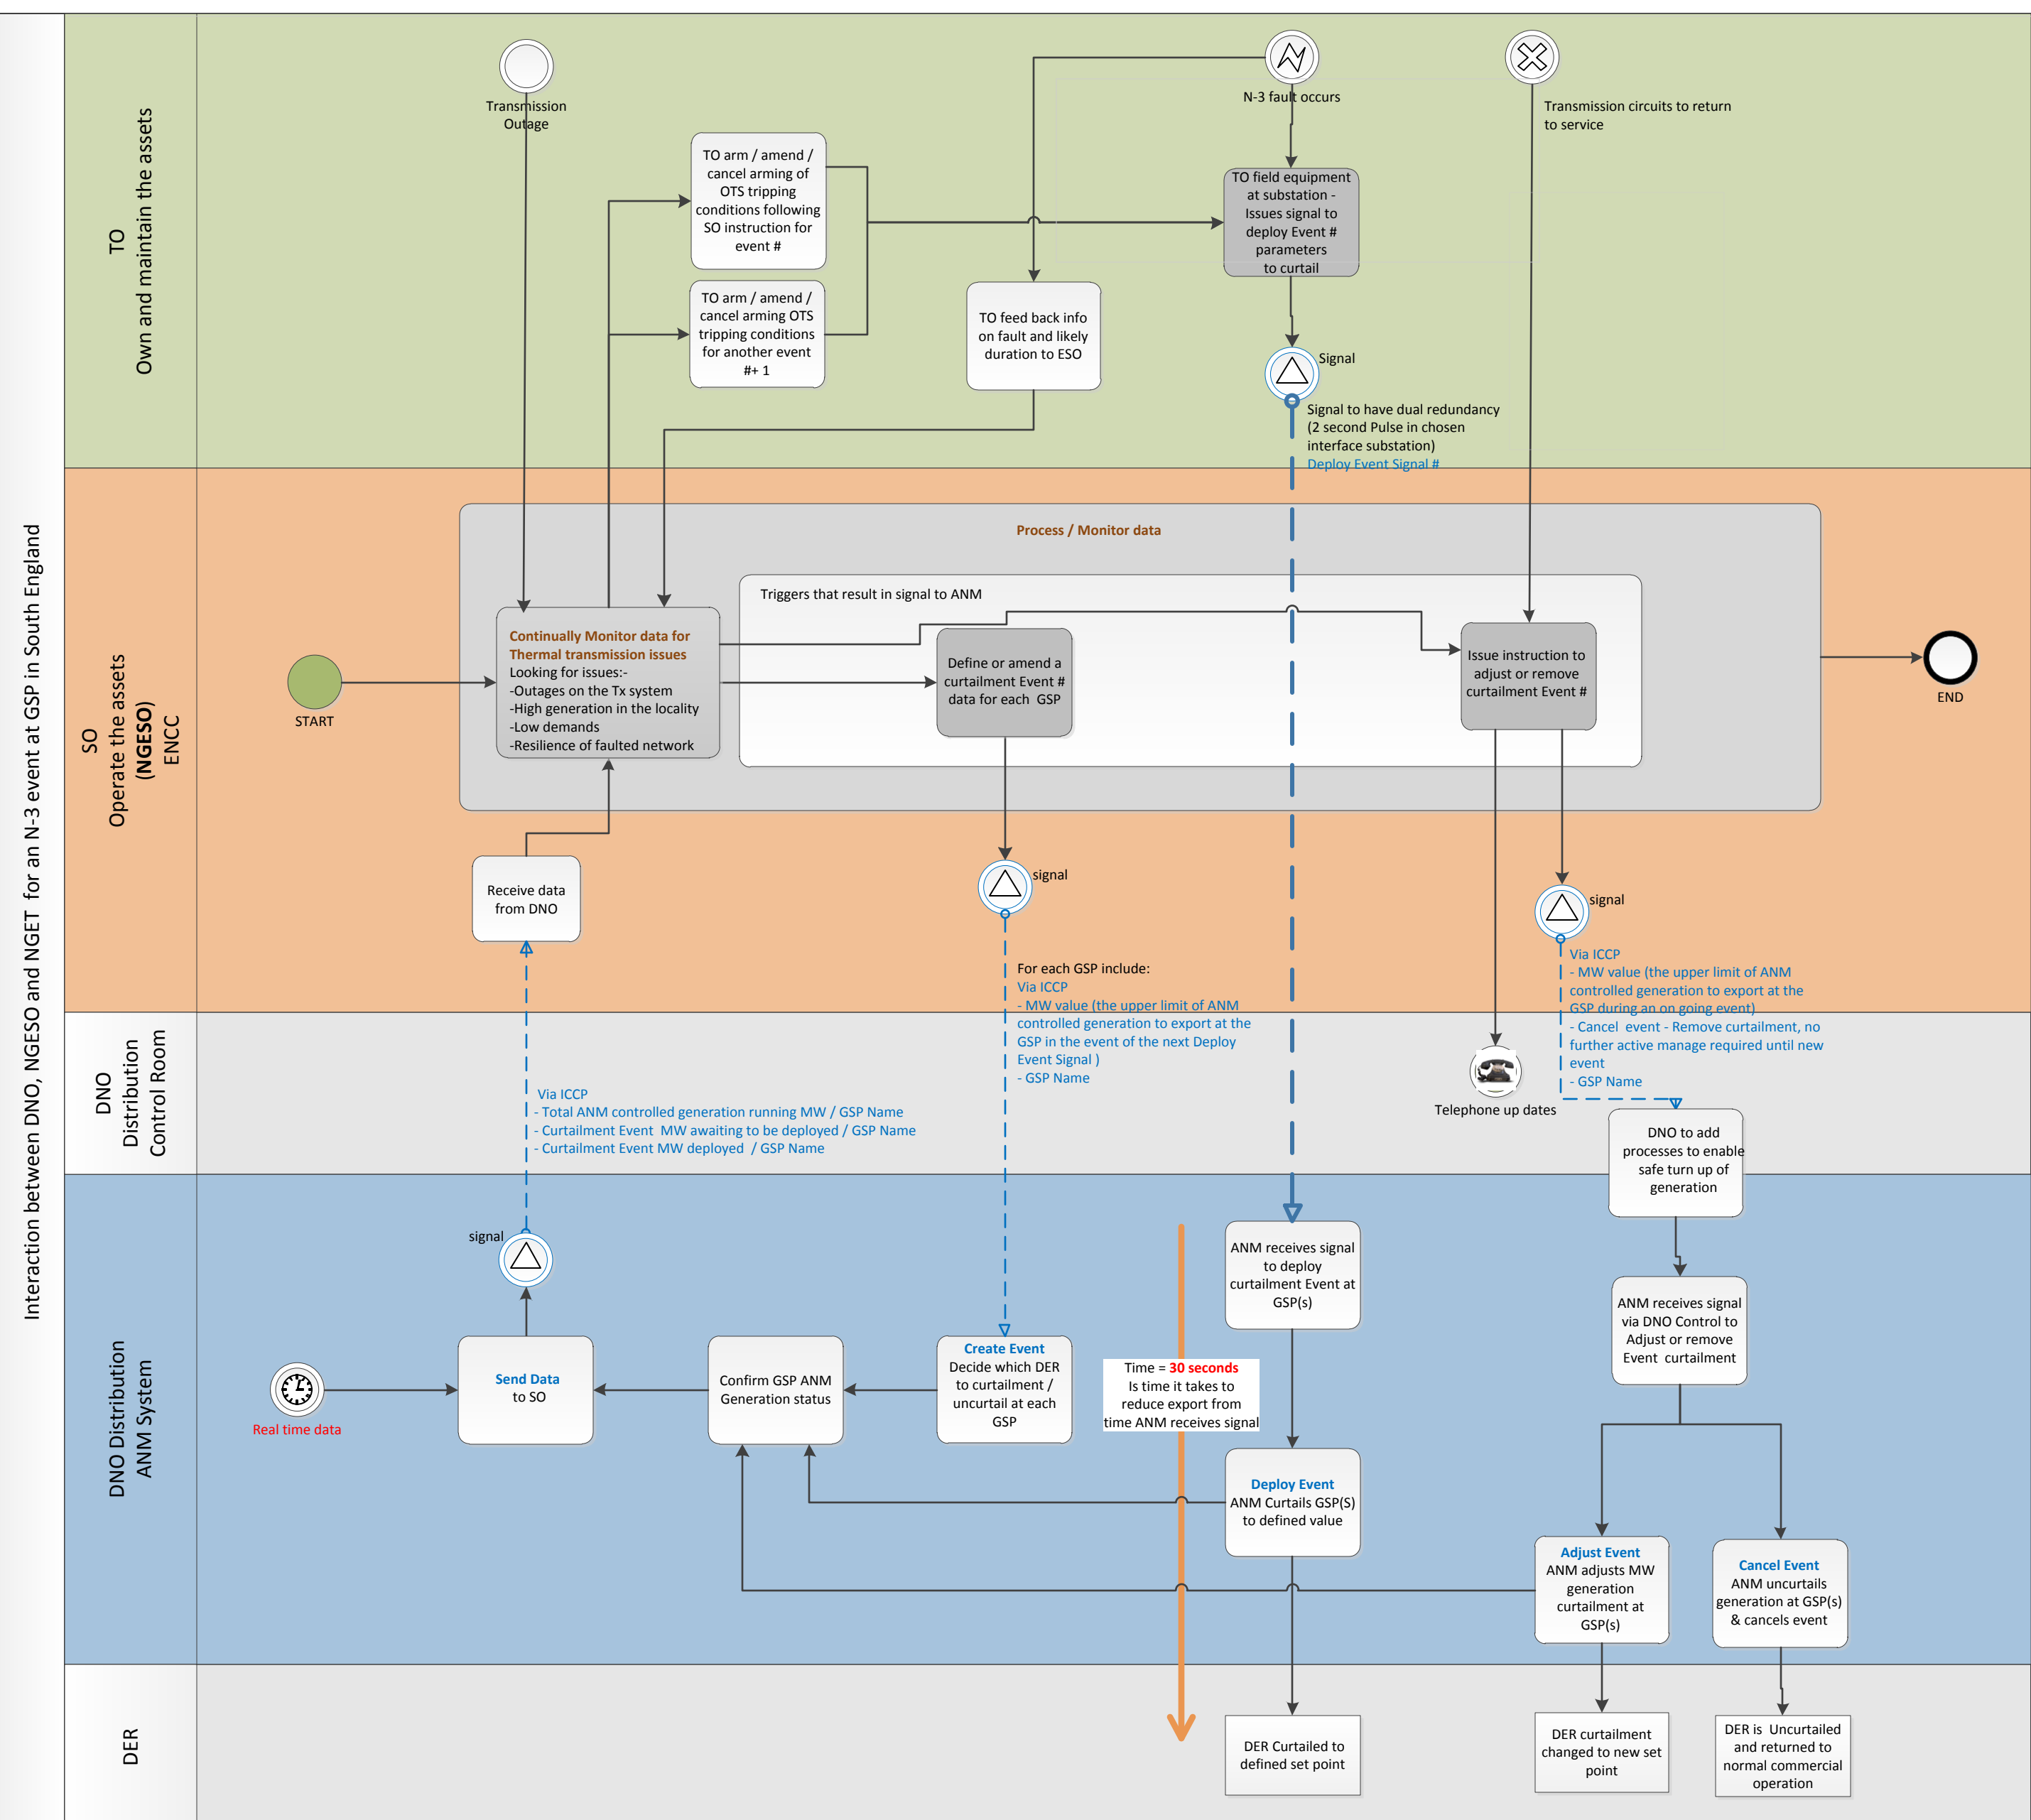 Interaction between DNO, NGESO and NGET for an N-3 event at GSP in South England
TO
Own and maintain the assets
Transmission
Outage
N-3 fault occurs
Transmission circuits to return
to service
TO arm / amend /
cancel arming of
OTS tripping
conditions following
SO instruction for
event #
TO arm / amend /
cancel arming OTS
tripping conditions
for another event
#+ 1
TO feed back info
on fault and likely
duration to ESO
TO field equipment
at substation -
Issues signal to
deploy Event #
parameters
to curtail
Signal
Signal to have dual redundancy
(2 second Pulse in chosen
interface substation)
Deploy Event Signal #
SO
Operate the assets
(NGESO)
ENCC
START
Process / Monitor data
Continually Monitor data for
Thermal transmission issues
Looking for issues:-
-Outages on the Tx system
-High generation in the locality
-Low demands
-Resilience of faulted network
Triggers that result in signal to ANM
Define or amend a
curtailment Event #
data for each GSP
Issue instruction to
adjust or remove
curtailment Event #
END
Receive data
from DNO
signal
signal
For each GSP include:
Via ICCP
- MW value (the upper limit of ANM
controlled generation to export at the
GSP in the event of the next Deploy
Event Signal )
- GSP Name
Via ICCP
- MW value (the upper limit of ANM
controlled generation to export at the
GSP during an on going event)
- Cancel event - Remove curtailment, no
further active manage required until new
event
- GSP Name
DNO
Distribution
Control Room
Via ICCP
- Total ANM controlled generation running MW / GSP Name
- Curtailment Event MW awaiting to be deployed / GSP Name
- Curtailment Event MW deployed / GSP Name
Telephone up dates
DNO to add
processes to enable
safe turn up of
generation
DNO Distribution
ANM System
signal
Real time data
Send Data
to SO
Confirm GSP ANM
Generation status
Create Event
Decide which DER
to curtailment /
uncurtail at each
GSP
Time = 30 seconds
Is time it takes to
reduce export from
time ANM receives signal
ANM receives signal
to deploy
curtailment Event at
GSP(s)
Deploy Event
ANM Curtails GSP(S)
to defined value
ANM receives signal
via DNO Control to
Adjust or remove
Event curtailment
Adjust Event
ANM adjusts MW
generation
curtailment at
GSP(s)
Cancel Event
ANM uncurtails
generation at GSP(s)
& cancels event
DER
DER Curtailed to
defined set point
DER curtailment
changed to new set
point
DER is Uncurtailed
and returned to
normal commercial
operation